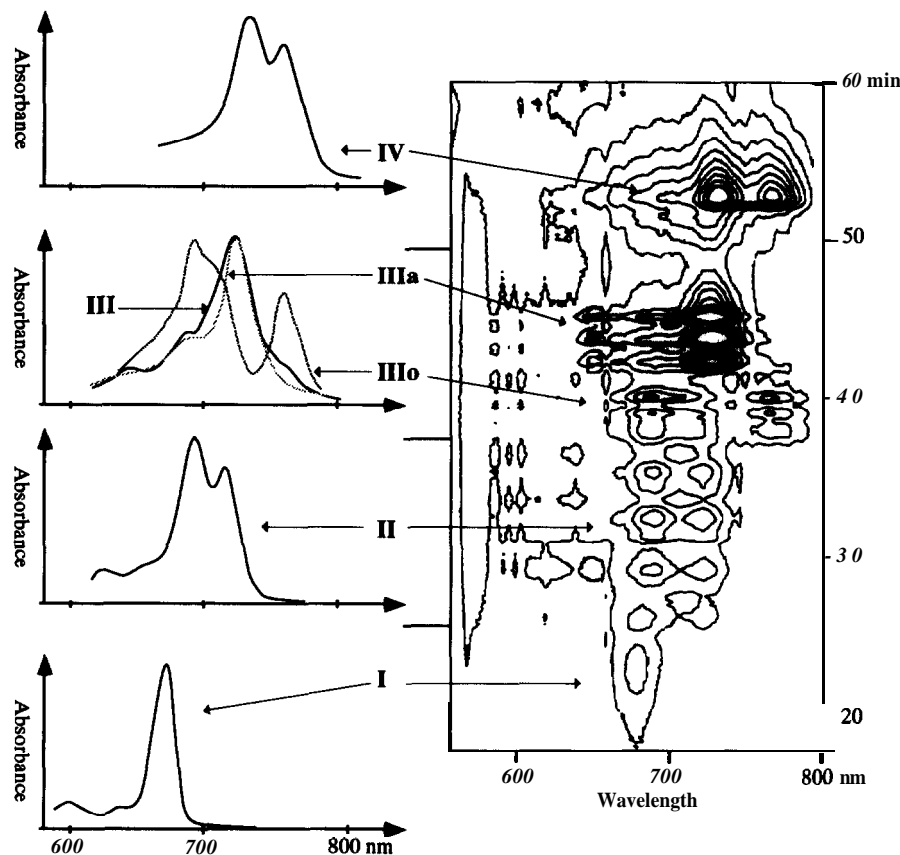 Absorbance
IV
60 min
50
Absorbance
III
IIIa
IIIo
40
Absorbance
II
30
Absorbance
I
20
600 700 800 nm
Wavelength
600 700 800 nm